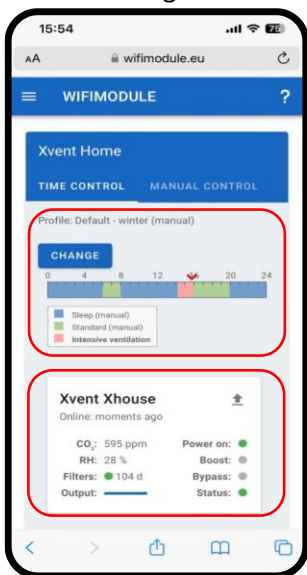 15:54
78
AA wifimodule.eu
WIFIMODULE ?
Xvent Home
TIME CONTROL MANUAL CONTROL
Profile: Default - winter (manual)
CHANGE
0 4 8 12 16 20 24
Sleep (manual)
Standard (manual)
Intensive ventilation
Xvent Xhouse
Online: moments ago
CO₂: 595 ppm Power on:
RH: 28 % Boost:
Filters: 104 d Bypass:
Output: Status: